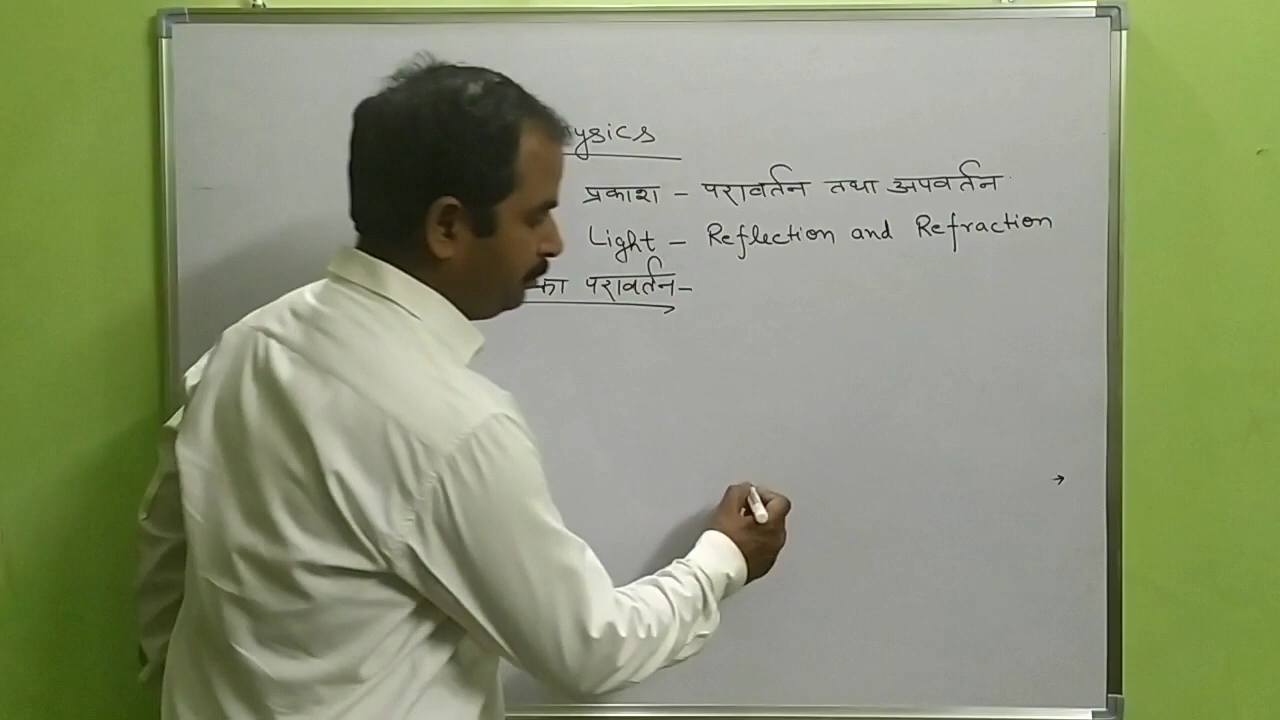 ysics
प्रकाश - परावर्तन तथा अपवर्तन
Light - Reflection and Refraction
का परावर्तन-